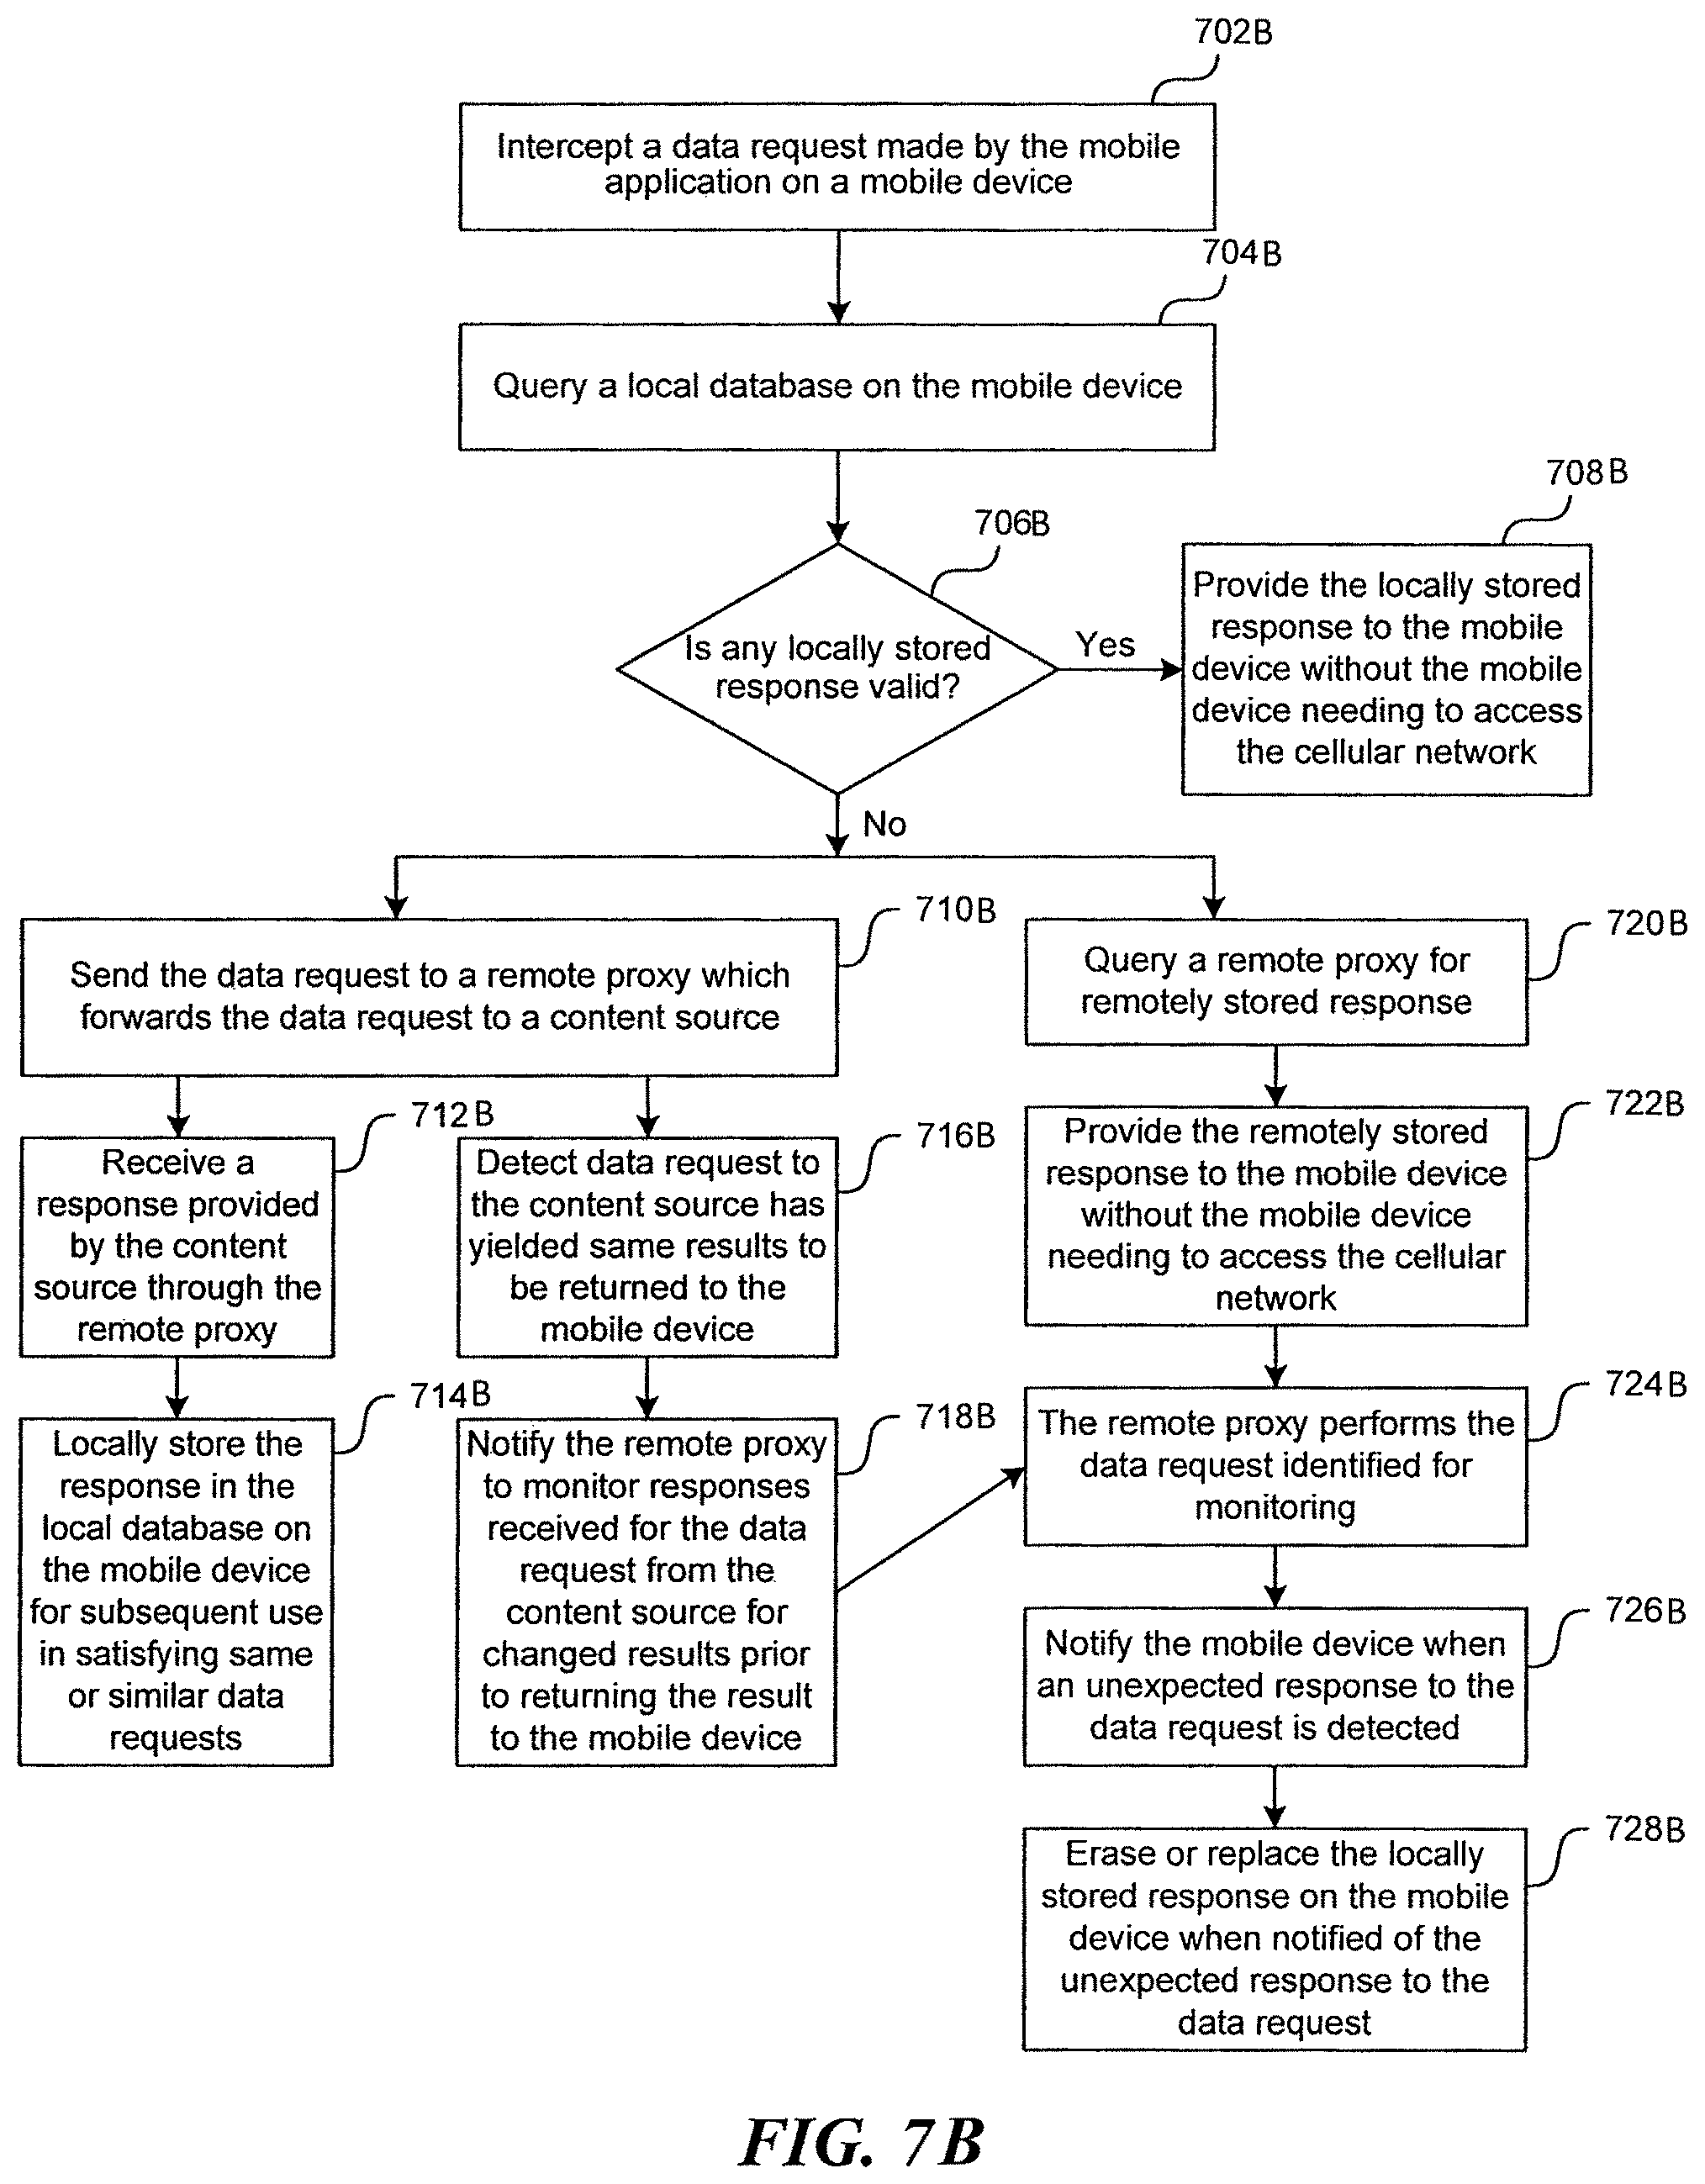 702B
Intercept a data request made by the mobile
application on a mobile device
704B
Query a local database on the mobile device
706B
Is any locally stored
response valid?
Yes
708B
Provide the locally stored
response to the mobile
device without the mobile
device needing to access
the cellular network
No
710B
Send the data request to a remote proxy which
forwards the data request to a content source
712B
Receive a
response provided
by the content
source through the
remote proxy
714B
Locally store the
response in the
local database on
the mobile device
for subsequent use
in satisfying same
or similar data
requests
716B
Detect data request to
the content source has
yielded same results to
be returned to the
mobile device
718B
Notify the remote proxy
to monitor responses
received for the data
request from the
content source for
changed results prior
to returning the result
to the mobile device
720B
Query a remote proxy for
remotely stored response
722B
Provide the remotely stored
response to the mobile device
without the mobile device
needing to access the cellular
network
724B
The remote proxy performs the
data request identified for
monitoring
726B
Notify the mobile device when
an unexpected response to the
data request is detected
728B
Erase or replace the locally
stored response on the mobile
device when notified of the
unexpected response to the
data request
FIG. 7B